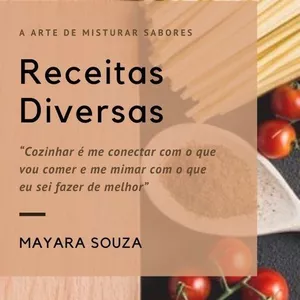 A ARTE DE MISTURAR SABORES
Receitas
Diversas
"Cozinhar é me conectar com o que
vou comer e me mimar com o que
eu sei fazer de melhor"
MAYARA SOUZA